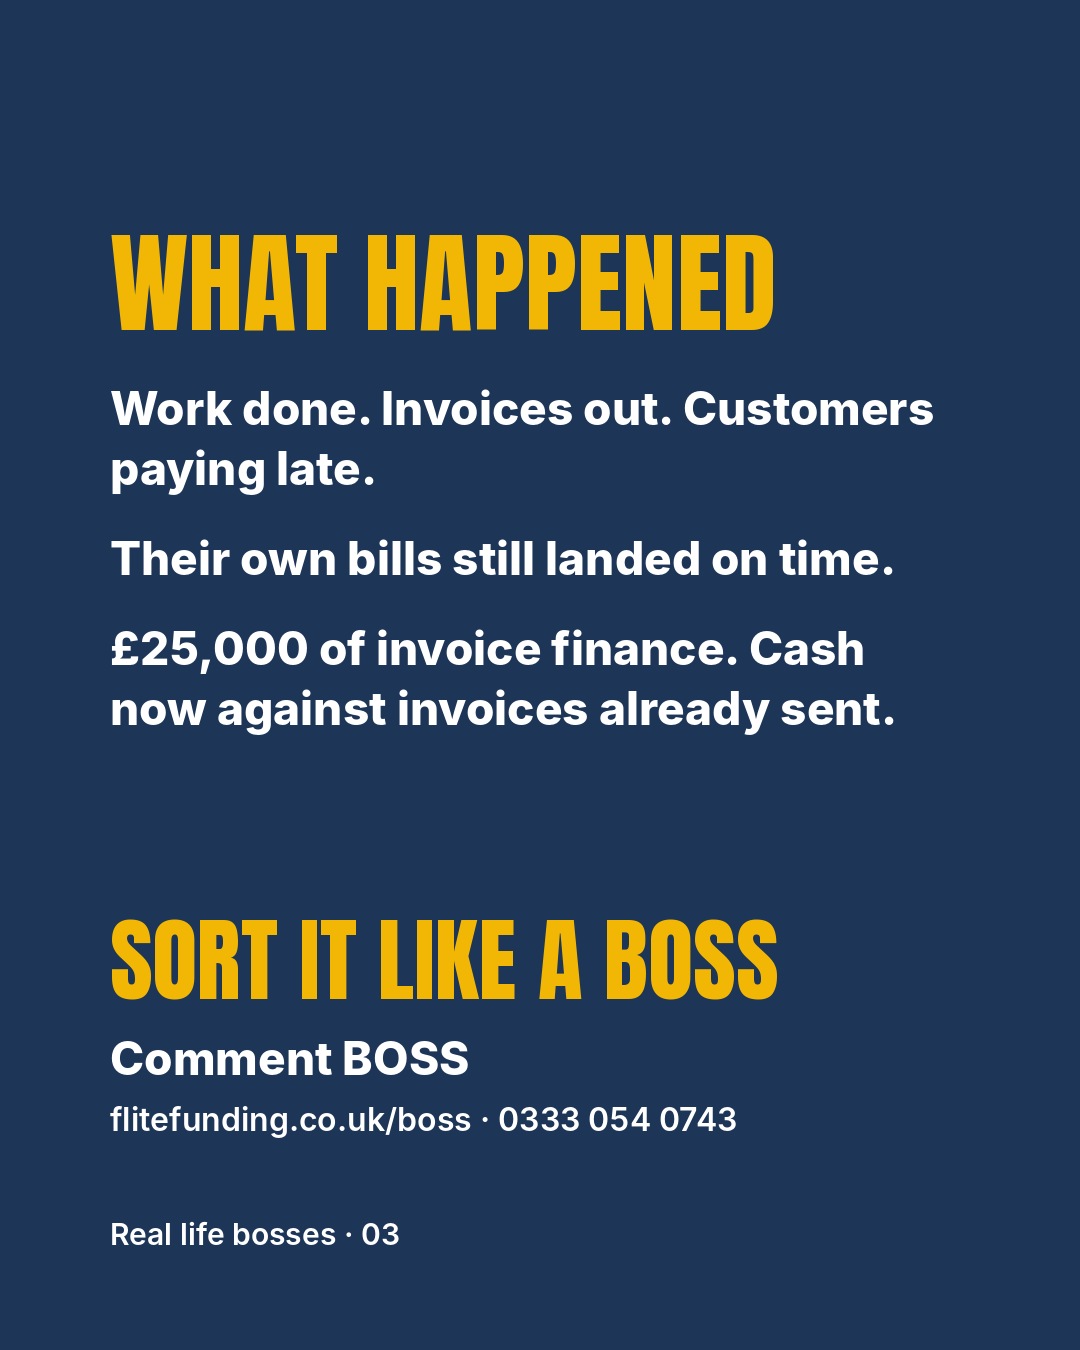 WHAT HAPPENED
Work done. Invoices out. Customers
paying late.
Their own bills still landed on time.
£25,000 of invoice finance. Cash
now against invoices already sent.
SORT IT LIKE A BOSS
Comment BOSS
flitefunding.co.uk/boss · 0333 054 0743
Real life bosses · 03